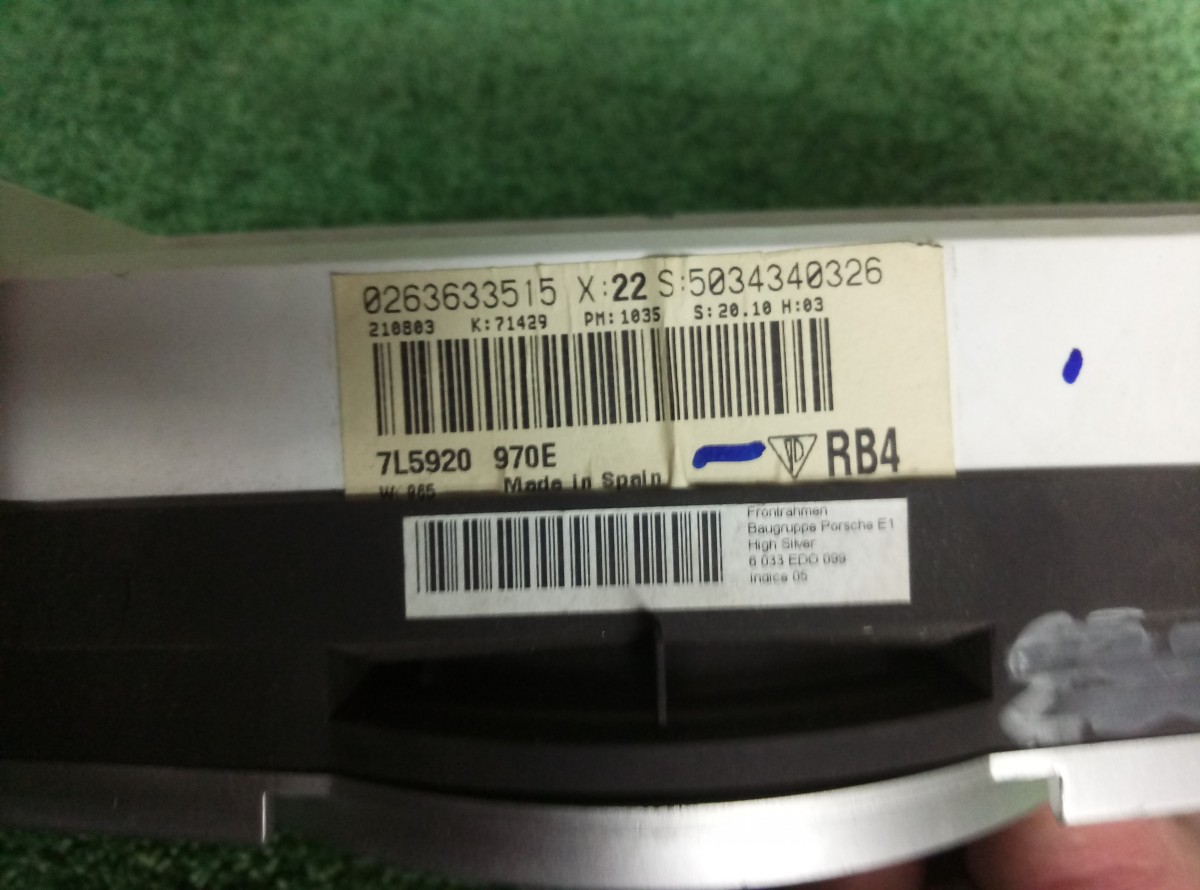 0263633515 X:22 S:5034340326
210803 K:71429 PM:1035 S:20.10 H:03
7L5920 970E RB4
W: 065 Made in Spain
Frontrahmen
Baugruppe Porsche E1
High Silver
6 033 EDO 099
Indice 05